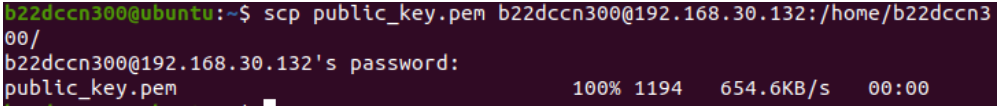 b22dccn300@ubuntu:~$ scp public_key.pem b22dccn300@192.168.30.132:/home/b22dccn3
00/
b22dccn300@192.168.30.132's password:
public_key.pem 100% 1194 654.6KB/s 00:00